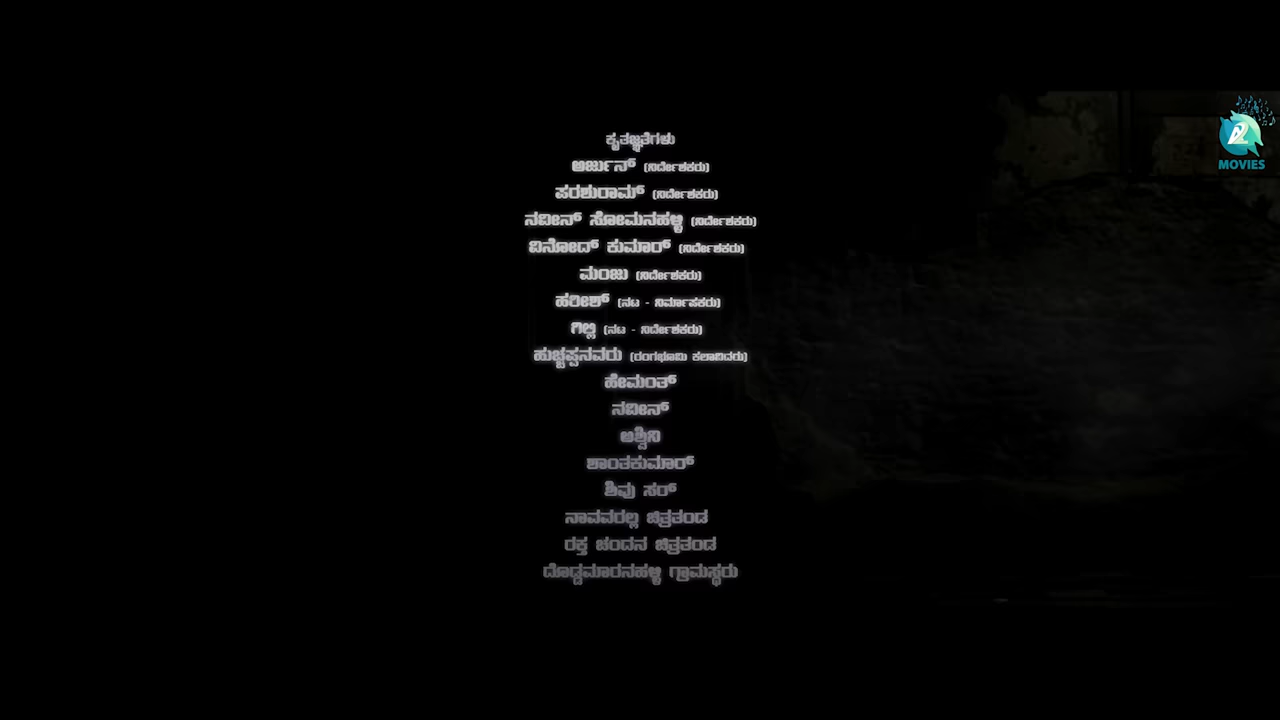 ಕೃತಜ್ಞತೆಗಳು
ಅರ್ಜುನ್ (ನಿರ್ದೇಶಕರು)
ಪರಶುರಾಮ್ (ನಿರ್ದೇಶಕರು)
ನವೀನ್ ಸೋಮನಹಳ್ಳಿ (ನಿರ್ದೇಶಕರು)
ವಿನೋದ್ ಕುಮಾರ್ (ನಿರ್ದೇಶಕರು)
ಮಂಜು (ನಿರ್ದೇಶಕರು)
ಹರೀಶ್ (ನಟ - ನಿರ್ಮಾಪಕರು)
ಗಿಲ್ಲಿ (ನಟ - ನಿರ್ದೇಶಕರು)
ಹುಚ್ಚಪ್ಪನವರು (ರಂಗಭೂಮಿ ಕಲಾವಿದರು)
ಹೇಮಂತ್
ನವೀನ್
ಅಶ್ವಿನಿ
ಶಾಂತಕುಮಾರ್
ಶಿವು ಸರ್
ನಾವವರಲ್ಲ ಚಿತ್ರತಂಡ
ರಕ್ತ ಚಂದನ ಚಿತ್ರತಂಡ
ದೊಡ್ಡಮಾರನಹಳ್ಳಿ ಗ್ರಾಮಸ್ಥರು
A2
MOVIES